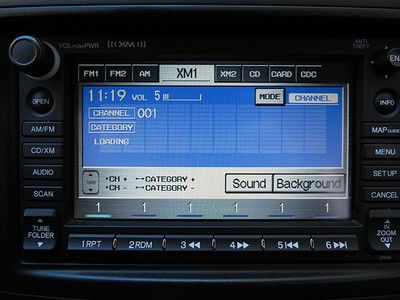 VOL PUSH PWR ((XM)) ANTI THEFT
FM1 FM2 AM XM1 XM2 CD CARD CDC
EN
11:19 VOL 5 MODE CHANNEL
OPEN INFO
CHANNEL 001
AM/FM CATEGORY MAP GUIDE
LOADING
CD/XM MENU
AUDIO SET UP
TUNE •CH + ↔CATEGORY + Sound Background
•CH - ↔CATEGORY -
SCAN CANCEL
1 1 1 1 1 1
TUNE FOLDER IN ZOOM OUT
1 RPT 2 RDM 3 ◀◀ 4 ▶▶ 5 |◀◀ 6 ▶▶|